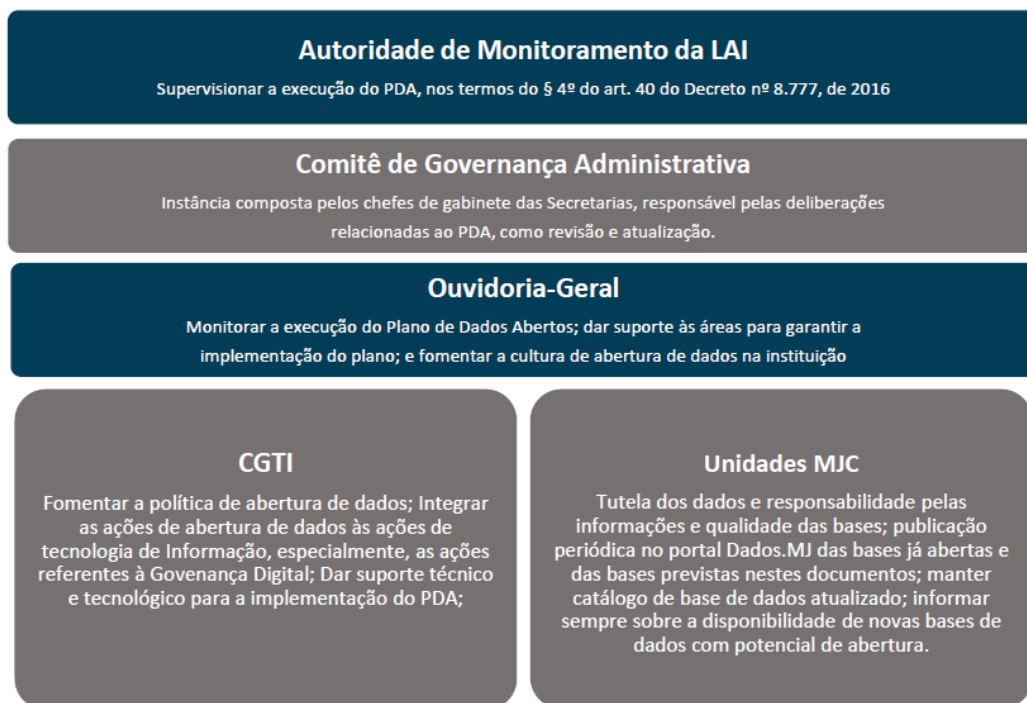 Autoridade de Monitoramento da LAI
Supervisionar a execução do PDA, nos termos do § 4º do art. 40 do Decreto nº 8.777, de 2016
Comitê de Governança Administrativa
Instância composta pelos chefes de gabinete das Secretarias, responsável pelas deliberações
relacionadas ao PDA, como revisão e atualização.
Ouvidoria-Geral
Monitorar a execução do Plano de Dados Abertos; dar suporte às áreas para garantir a
implementação do plano; e fomentar a cultura de abertura de dados na instituição
CGTI
Fomentar a política de abertura de dados; Integrar
as ações de abertura de dados às ações de
tecnologia de Informação, especialmente, as ações
referentes à Govenança Digital; Dar suporte técnico
e tecnológico para a implementação do PDA;
Unidades MJC
Tutela dos dados e responsabilidade pelas
informações e qualidade das bases; publicação
periódica no portal Dados.MJ das bases já abertas e
das bases previstas nestes documentos; manter
catálogo de base de dados atualizado; informar
sempre sobre a disponibilidade de novas bases de
dados com potencial de abertura.